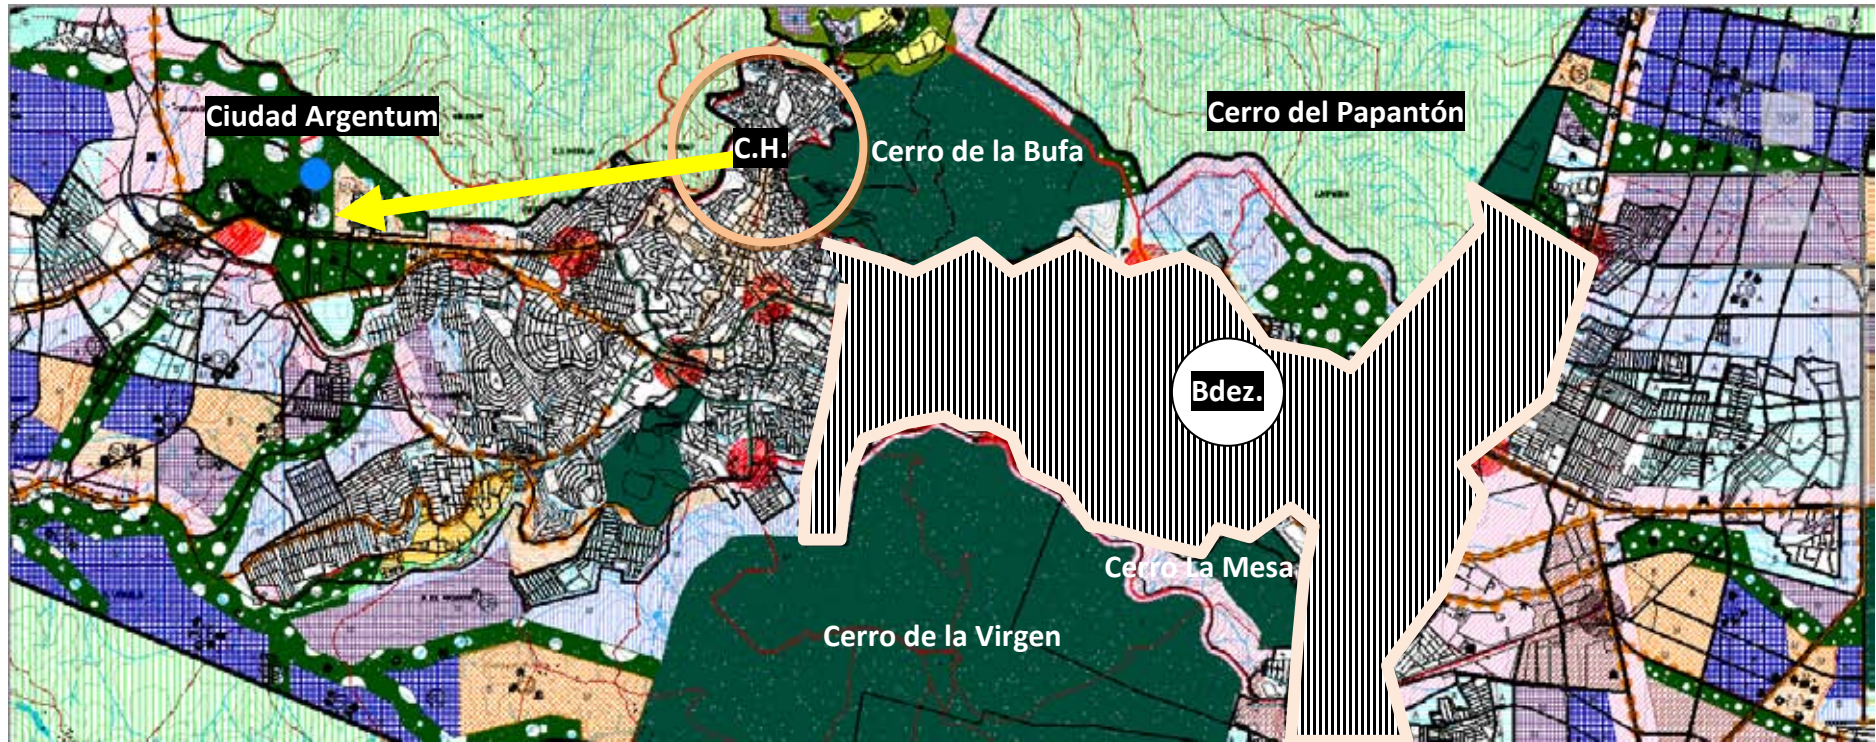 Ciudad Argentum
Cerro del Papantón
C.H.
Cerro de la Bufa
Bdez.
Cerro La Mesa
Cerro de la Virgen